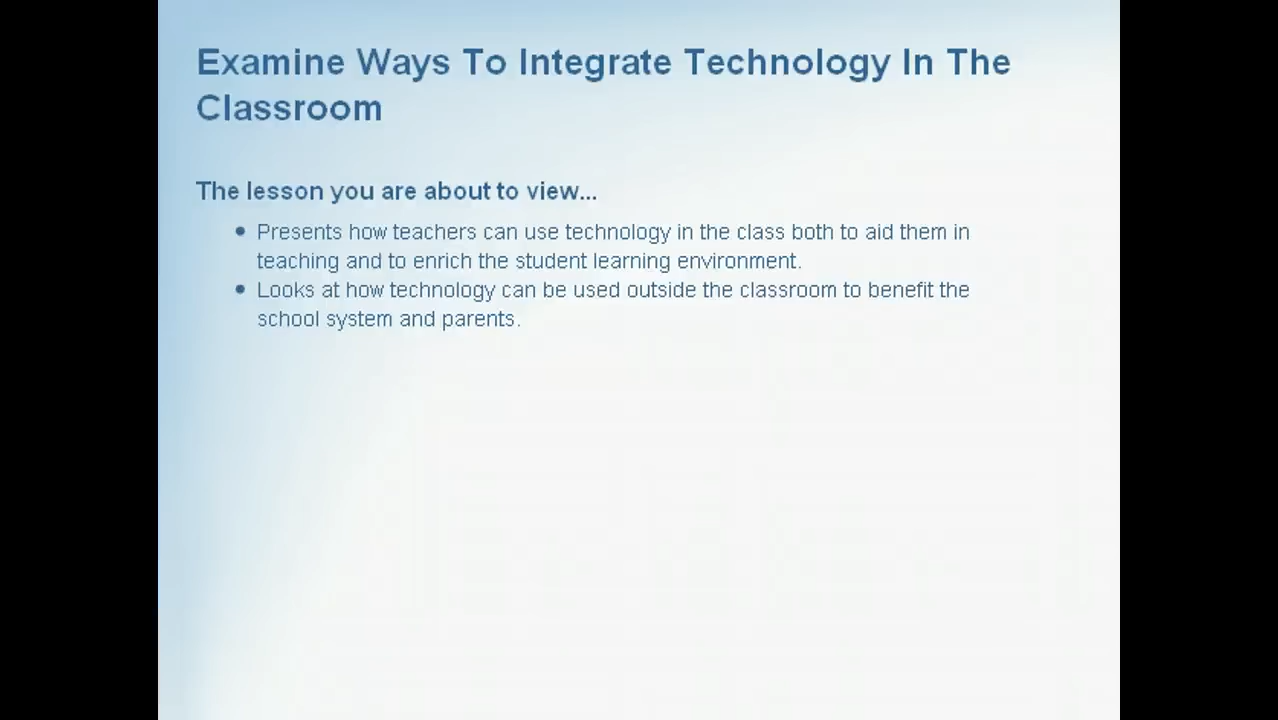 Examine Ways To Integrate Technology In The
Classroom
The lesson you are about to view...
• Presents how teachers can use technology in the class both to aid them in
teaching and to enrich the student learning environment.
• Looks at how technology can be used outside the classroom to benefit the
school system and parents.